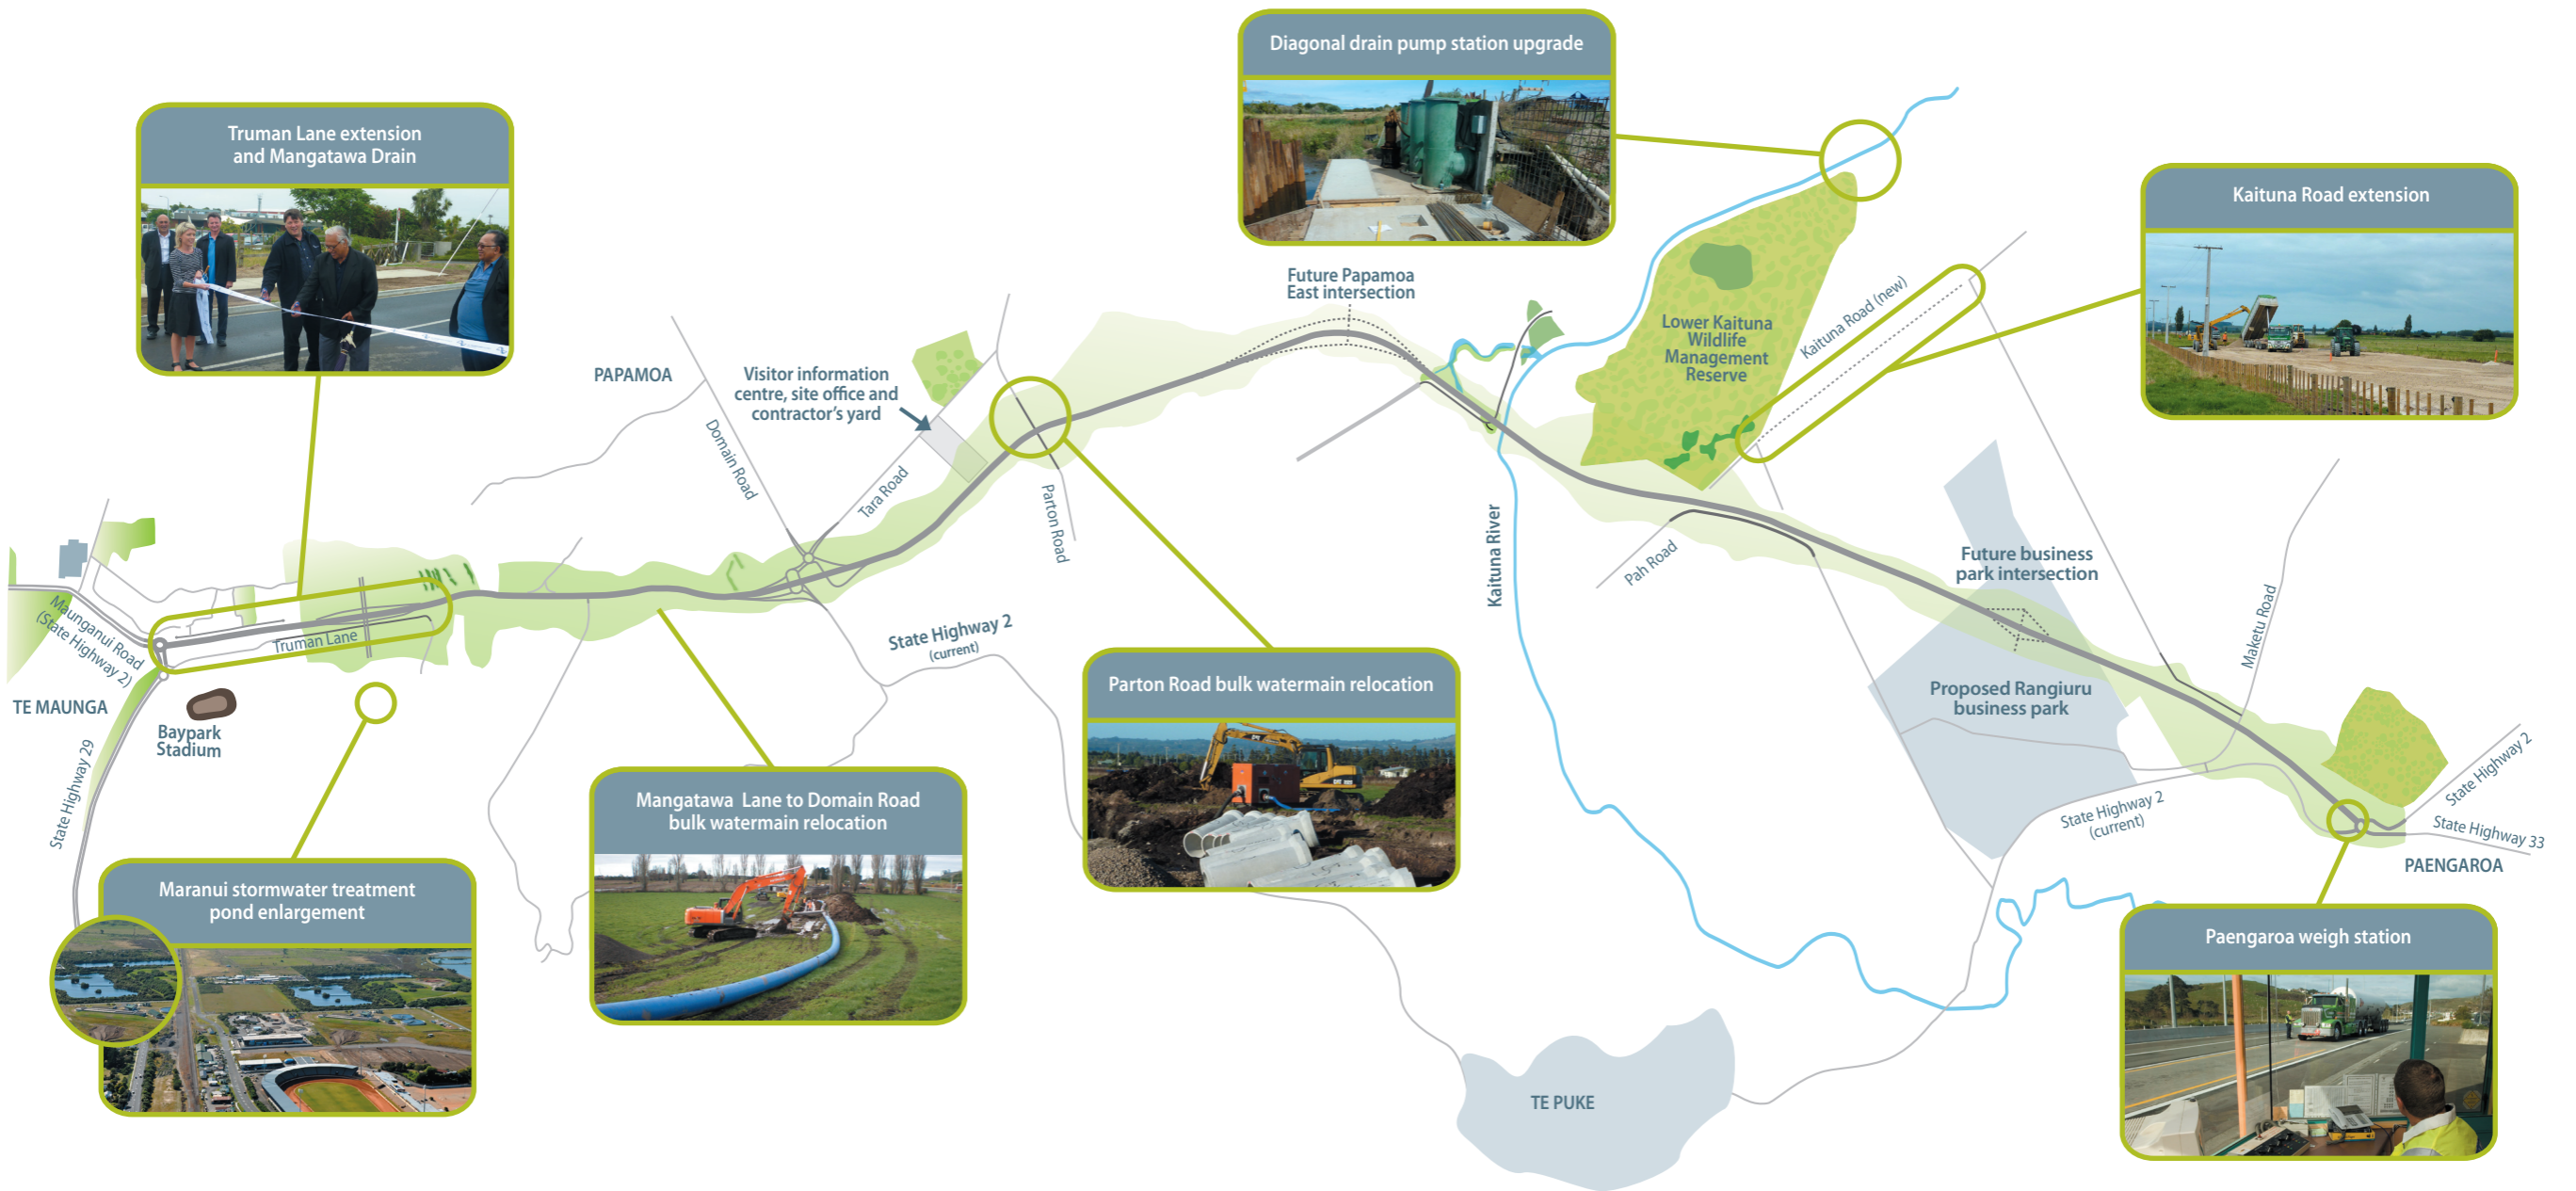 Diagonal drain pump station upgrade
Truman Lane extension
and Mangatawa Drain
Kaituna Road extension
Future Papamoa
East intersection
Kaituna Road (new)
Lower Kaituna
Wildlife
Management
Reserve
PAPAMOA
Visitor information
centre, site office and
contractor's yard
Domain Road
Tara Road
Parton Road
Kaituna River
Pah Road
Future business
park intersection
Maketu Road
Maunganui Road
(State Highway 2)
Truman Lane
State Highway 2
(current)
TE MAUNGA
Baypark
Stadium
State Highway 29
Parton Road bulk watermain relocation
Proposed Rangiuru
business park
State Highway 2
State Highway 2
(current)
State Highway 33
PAENGAROA
Mangatawa Lane to Domain Road
bulk watermain relocation
Maranui stormwater treatment
pond enlargement
Paengaroa weigh station
TE PUKE